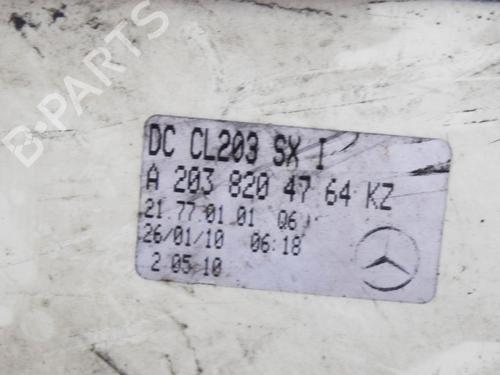 B-PARTS
DC CL203 SX I
A 203 820 47 64 KZ
21.77.01.01 Q6
26/01/10 06:18
2.05.10